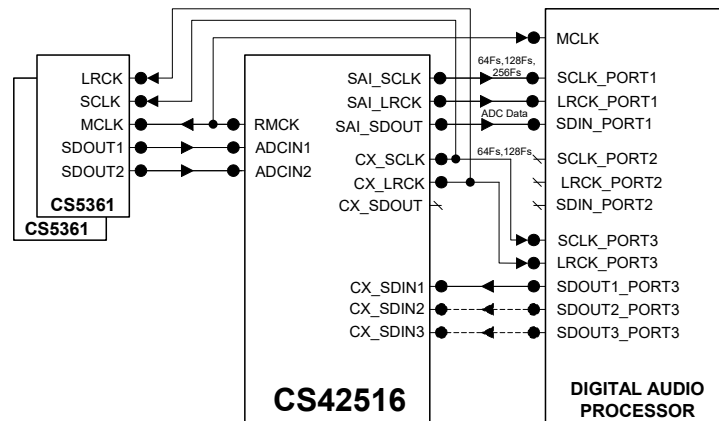 MCLK
64Fs,128Fs,
256Fs
LRCK
SCLK
MCLK
SDOUT1
SDOUT2
CS5361
CS5361
RMCK
ADCIN1
ADCIN2
SAI_SCLK
SAI_LRCK
SAI_SDOUT
CX_SCLK
CX_LRCK
CX_SDOUT
CX_SDIN1
CX_SDIN2
CX_SDIN3
CS42516
ADC Data
64Fs,128Fs
SCLK_PORT1
LRCK_PORT1
SDIN_PORT1
SCLK_PORT2
LRCK_PORT2
SDIN_PORT2
SCLK_PORT3
LRCK_PORT3
SDOUT1_PORT3
SDOUT2_PORT3
SDOUT3_PORT3
DIGITAL AUDIO
PROCESSOR